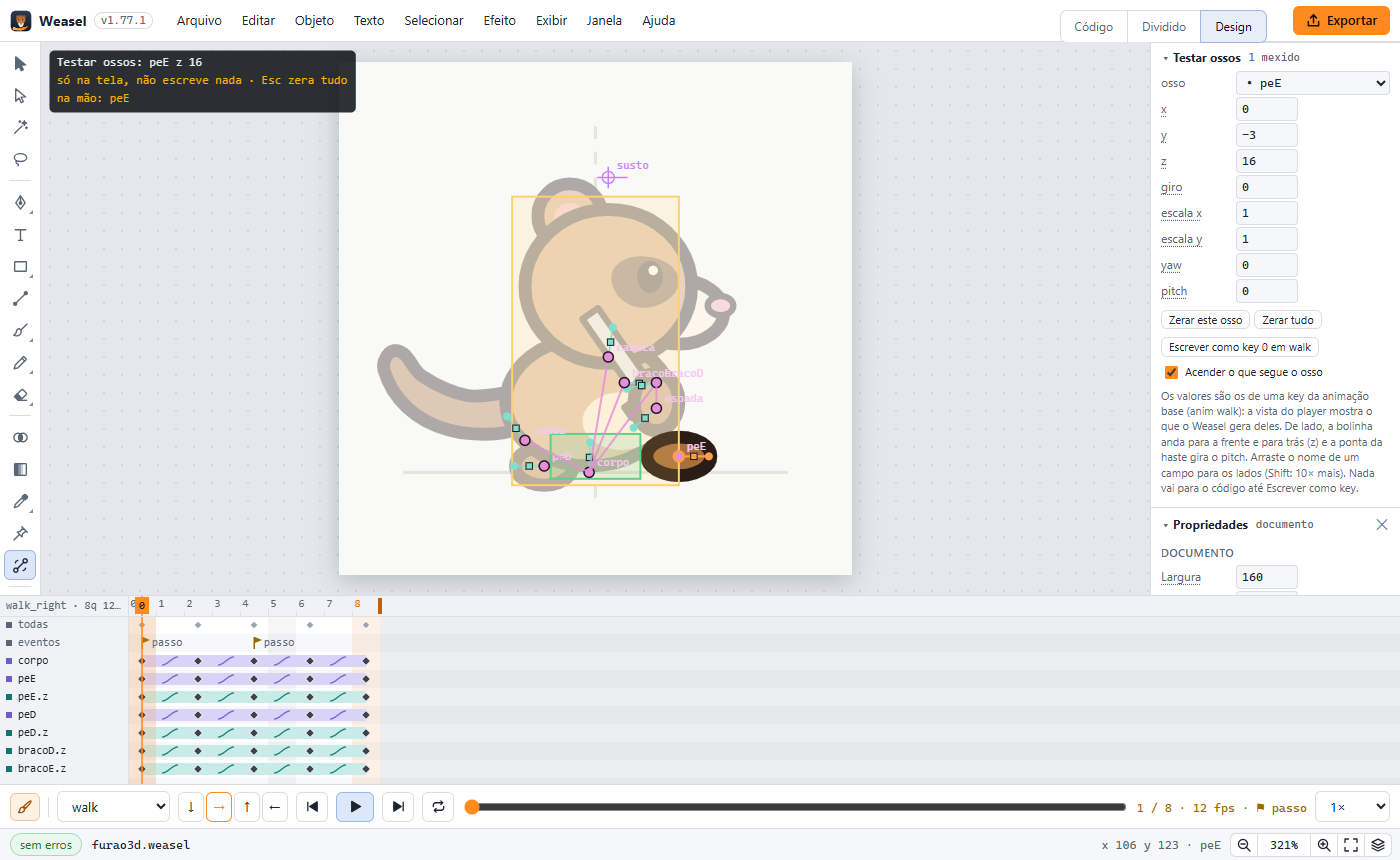 Weasel v1.77.1 Arquivo Editar Objeto Texto Selecionar Efeito Exibir Janela Ajuda Código Dividido Design Exportar
Testar ossos: peE z 16
só na tela, não escreve nada · Esc zera tudo
na mão: peE
susto
bracoD
espada
peE
peD
corpo
Testar ossos 1 mexido
osso • peE
x 0
y −3
z 16
giro 0
escala x 1
escala y 1
yaw 0
pitch 0
Zerar este osso Zerar tudo
Escrever como key 0 em walk
Acender o que segue o osso
Os valores são os de uma key da animação
base (anim walk): a vista do player mostra o
que o Weasel gera deles. De lado, a bolinha
anda para a frente e para trás (z) e a ponta da
haste gira o pitch. Arraste o nome de um
campo para os lados (Shift: 10× mais). Nada
vai para o código até Escrever como key.
Propriedades documento
DOCUMENTO
Largura 160
walk_right · 8q 12… 0 1 2 3 4 5 6 7 8
todas
eventos passo passo
corpo
peE
peE.z
peD
peD.z
bracoD.z
bracoE.z
walk ↓ → ↑ ← 1 / 8 · 12 fps · passo 1×
sem erros furao3d.weasel x 106 y 123 · peE 321%